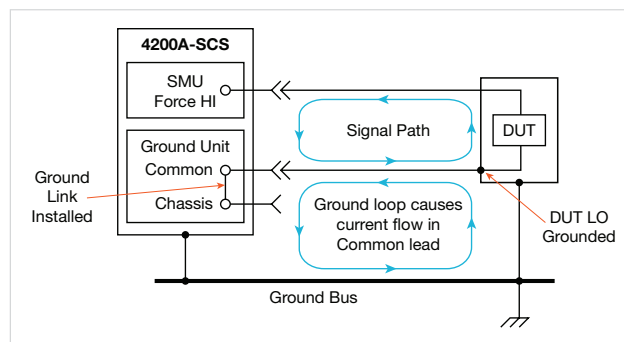 4200A-SCS
SMU
Force HI
Signal Path
DUT
Ground Unit
Common
Chassis
Ground
Link
Installed
Ground loop causes
current flow in
Common lead
DUT LO
Grounded
Ground Bus